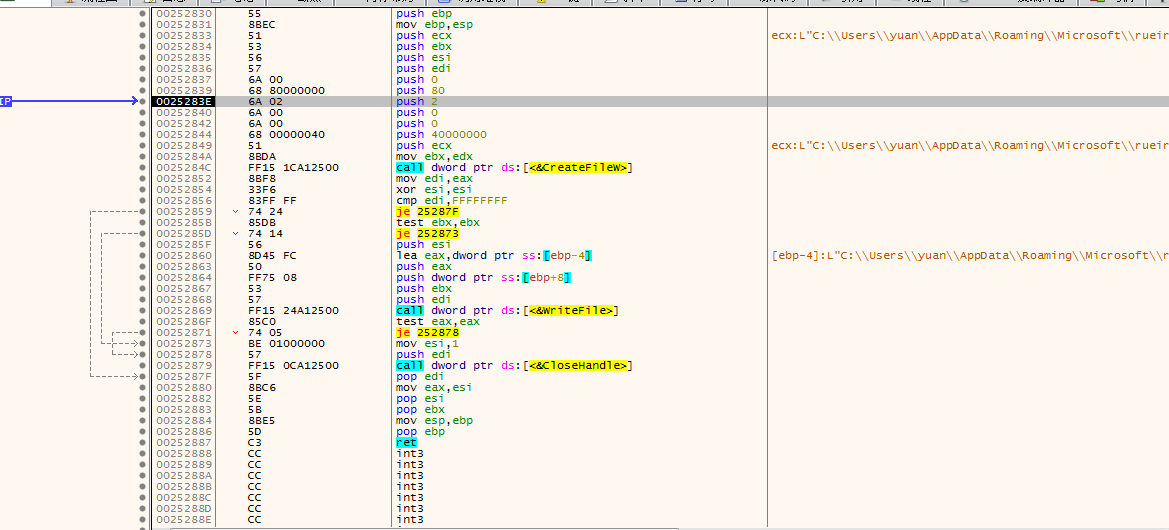 00252830 55 push ebp
00252831 8BEC mov ebp,esp
00252833 51 push ecx ecx:L"C:\\Users\\yuan\\AppData\\Roaming\\Microsoft\\rueir
00252834 53 push ebx
00252835 56 push esi
00252836 57 push edi
00252837 6A 00 push 0
00252839 68 80000000 push 80
0025283E 6A 02 push 2
00252840 6A 00 push 0
00252842 6A 00 push 0
00252844 68 00000040 push 40000000
00252849 51 push ecx ecx:L"C:\\Users\\yuan\\AppData\\Roaming\\Microsoft\\rueir
0025284A 8BDA mov ebx,edx
0025284C FF15 1CA12500 call dword ptr ds:[<&CreateFileW>]
00252852 8BF8 mov edi,eax
00252854 33F6 xor esi,esi
00252856 83FF FF cmp edi,FFFFFFFF
00252859 74 24 je 25287F
0025285B 85DB test ebx,ebx
0025285D 74 14 je 252873
0025285F 56 push esi
00252860 8D45 FC lea eax,dword ptr ss:[ebp-4] [ebp-4]:L"C:\\Users\\yuan\\AppData\\Roaming\\Microsoft\\r
00252863 50 push eax
00252864 FF75 08 push dword ptr ss:[ebp+8]
00252867 53 push ebx
00252868 57 push edi
00252869 FF15 24A12500 call dword ptr ds:[<&WriteFile>]
0025286F 85C0 test eax,eax
00252871 74 05 je 252878
00252873 BE 01000000 mov esi,1
00252878 57 push edi
00252879 FF15 0CA12500 call dword ptr ds:[<&CloseHandle>]
0025287F 5F pop edi
00252880 8BC6 mov eax,esi
00252882 5E pop esi
00252883 5B pop ebx
00252884 8BE5 mov esp,ebp
00252886 5D pop ebp
00252887 C3 ret
00252888 CC int3
00252889 CC int3
0025288A CC int3
0025288B CC int3
0025288C CC int3
0025288D CC int3
0025288E CC int3